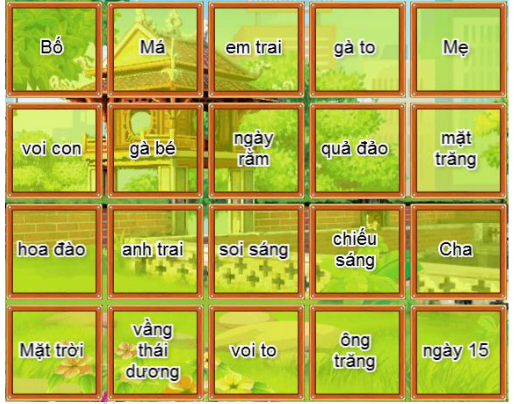 Bố Má em trai gà to Mẹ
voi con gà bé ngày rằm quả đảo mặt trăng
hoa đào anh trai soi sáng chiếu sáng Cha
Mặt trời vầng thái dương voi to ông trăng ngày 15